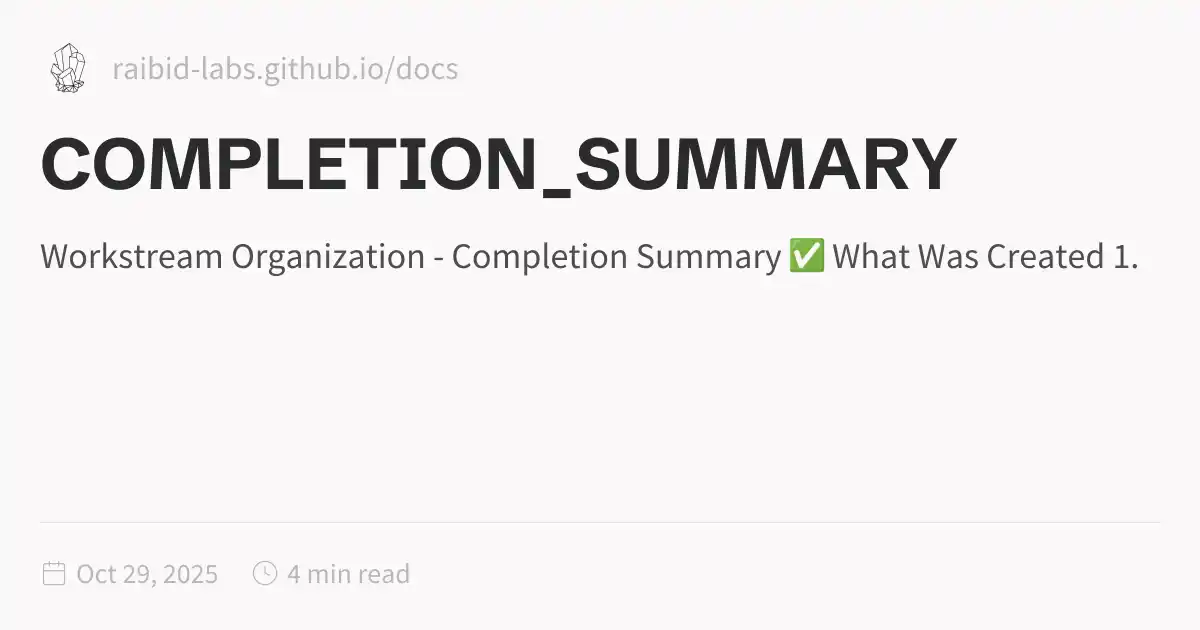 raibid-labs.github.io/docs
COMPLETION_SUMMARY
Workstream Organization - Completion Summary ✅ What Was Created 1.
Oct 29, 2025 4 min read